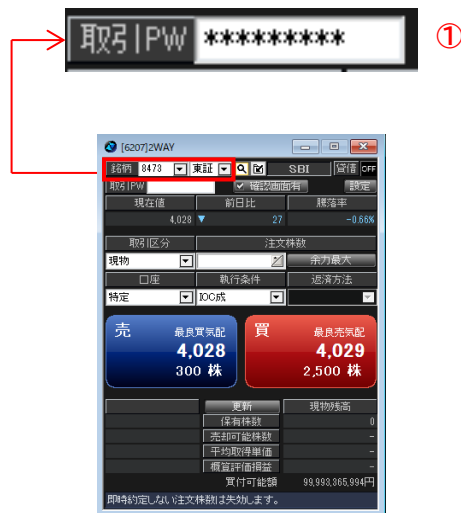 取引PW *********
①
[6207]2WAY
銘柄 8473 東証 SBI 貸借 OFF
取引PW 確認画面有 設定
現在値 前日比 騰落率
4,028 ▼ 27 -0.66%
取引区分 注文株数
現物 余力最大
口座 執行条件 返済方法
特定 IOC成
売 最良買気配 買 最良売気配
4,028 4,029
300 株 2,500 株
更新 現物残高
保有株数 0
売却可能株数 -
平均取得単価 -
概算評価損益 -
買付可能額 99,993,365,994円
即時約定しない注文株数は失効します。